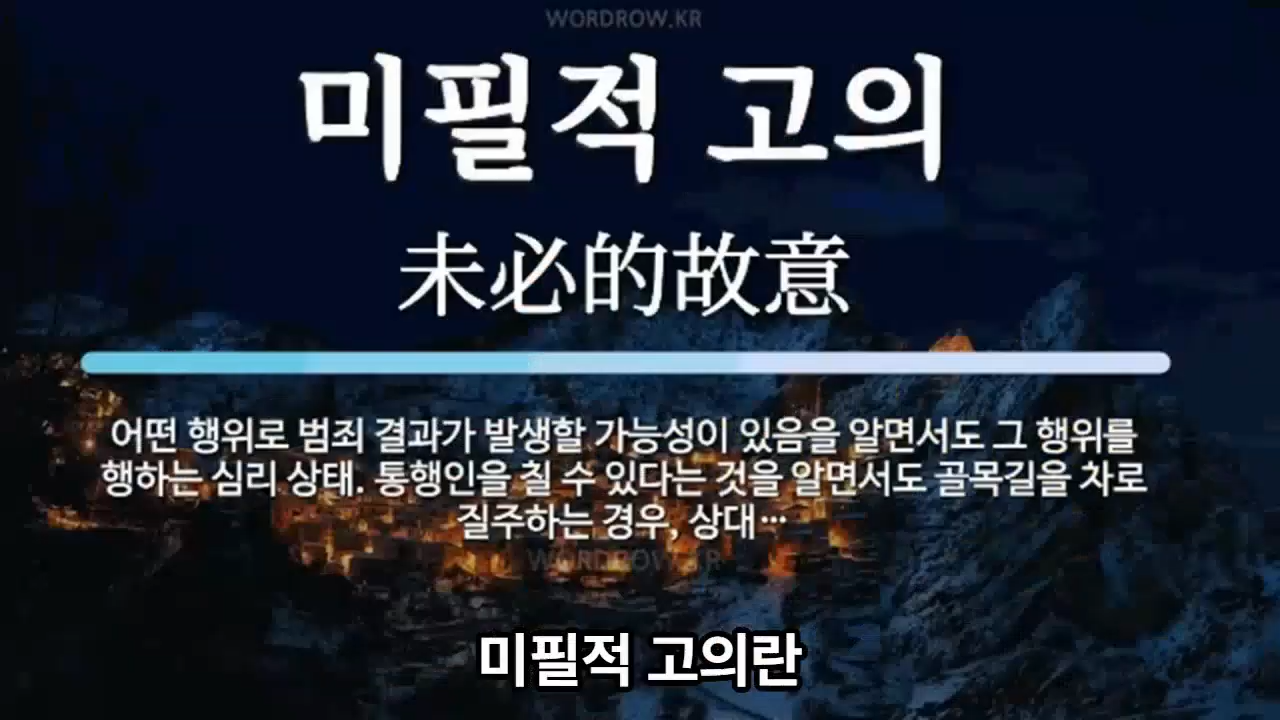 WORDROW.KR
미필적 고의
未必的故意
어떤 행위로 범죄 결과가 발생할 가능성이 있음을 알면서도 그 행위를
행하는 심리 상태. 통행인을 칠 수 있다는 것을 알면서도 골목길을 차로
질주하는 경우, 상대…
WORDROW.KR
미필적 고의란